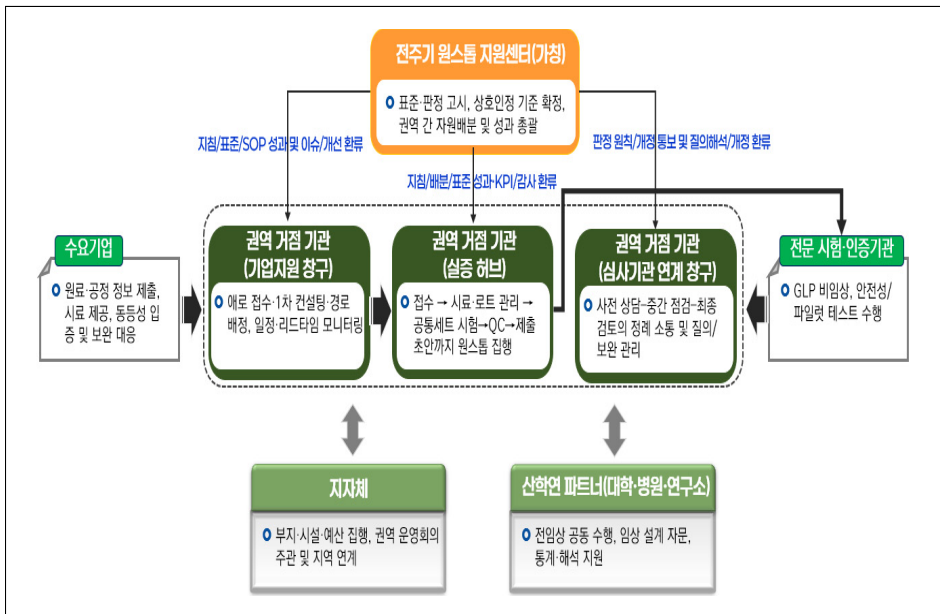 전주기 원스톱 지원센터(가칭)
표준·판정 고시, 상호인정 기준 확정,
권역 간 자원배분 및 성과 총괄
지침/표준/SOP 성과 및 이슈/개선 환류
판정 원칙/개정 통보 및 질의해석/개정 환류
지침/배분/표준 성과·KPI/감사 환류
수요기업
원료·공정 정보 제출,
시료 제공, 동등성 입
증 및 보완 대응
권역 거점 기관
(기업지원 창구)
애로 접수·1차 컨설팅·경로
배정, 일정·리드타임 모니터링
권역 거점 기관
(실증 허브)
접수 → 시료·로트 관리 →
공통세트 시험→QC→제출
초안까지 원스톱 집행
권역 거점 기관
(심사기관 연계 창구)
사전 상담–중간 점검–최종
검토의 정례 소통 및 질의/
보완 관리
전문 시험·인증기관
GLP 비임상, 안전성/
파일럿 테스트 수행
지자체
부지·시설·예산 집행, 권역 운영회의
주관 및 지역 연계
산학연 파트너(대학·병원·연구소)
전임상 공동 수행, 임상 설계 자문,
통계·해석 지원